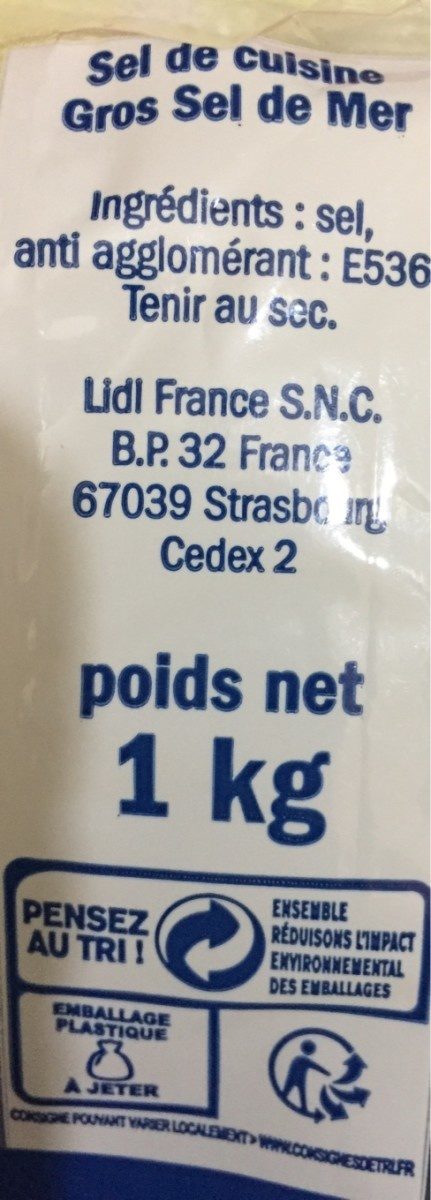 Sel de cuisine
Gros Sel de Mer
Ingrédients : sel,
anti agglomérant : E536
Tenir au sec.
Lidl France S.N.C.
B.P. 32 France
67039 Strasbourg
Cedex 2
poids net
1 kg
PENSEZ
AU TRI !
ENSEMBLE
RÉDUISONS L'IMPACT
ENVIRONNEMENTAL
DES EMBALLAGES
EMBALLAGE
PLASTIQUE
À JETER
CONSIGNE POUVANT VARIER LOCALEMENT > WWW.CONSIGNESDETRI.FR